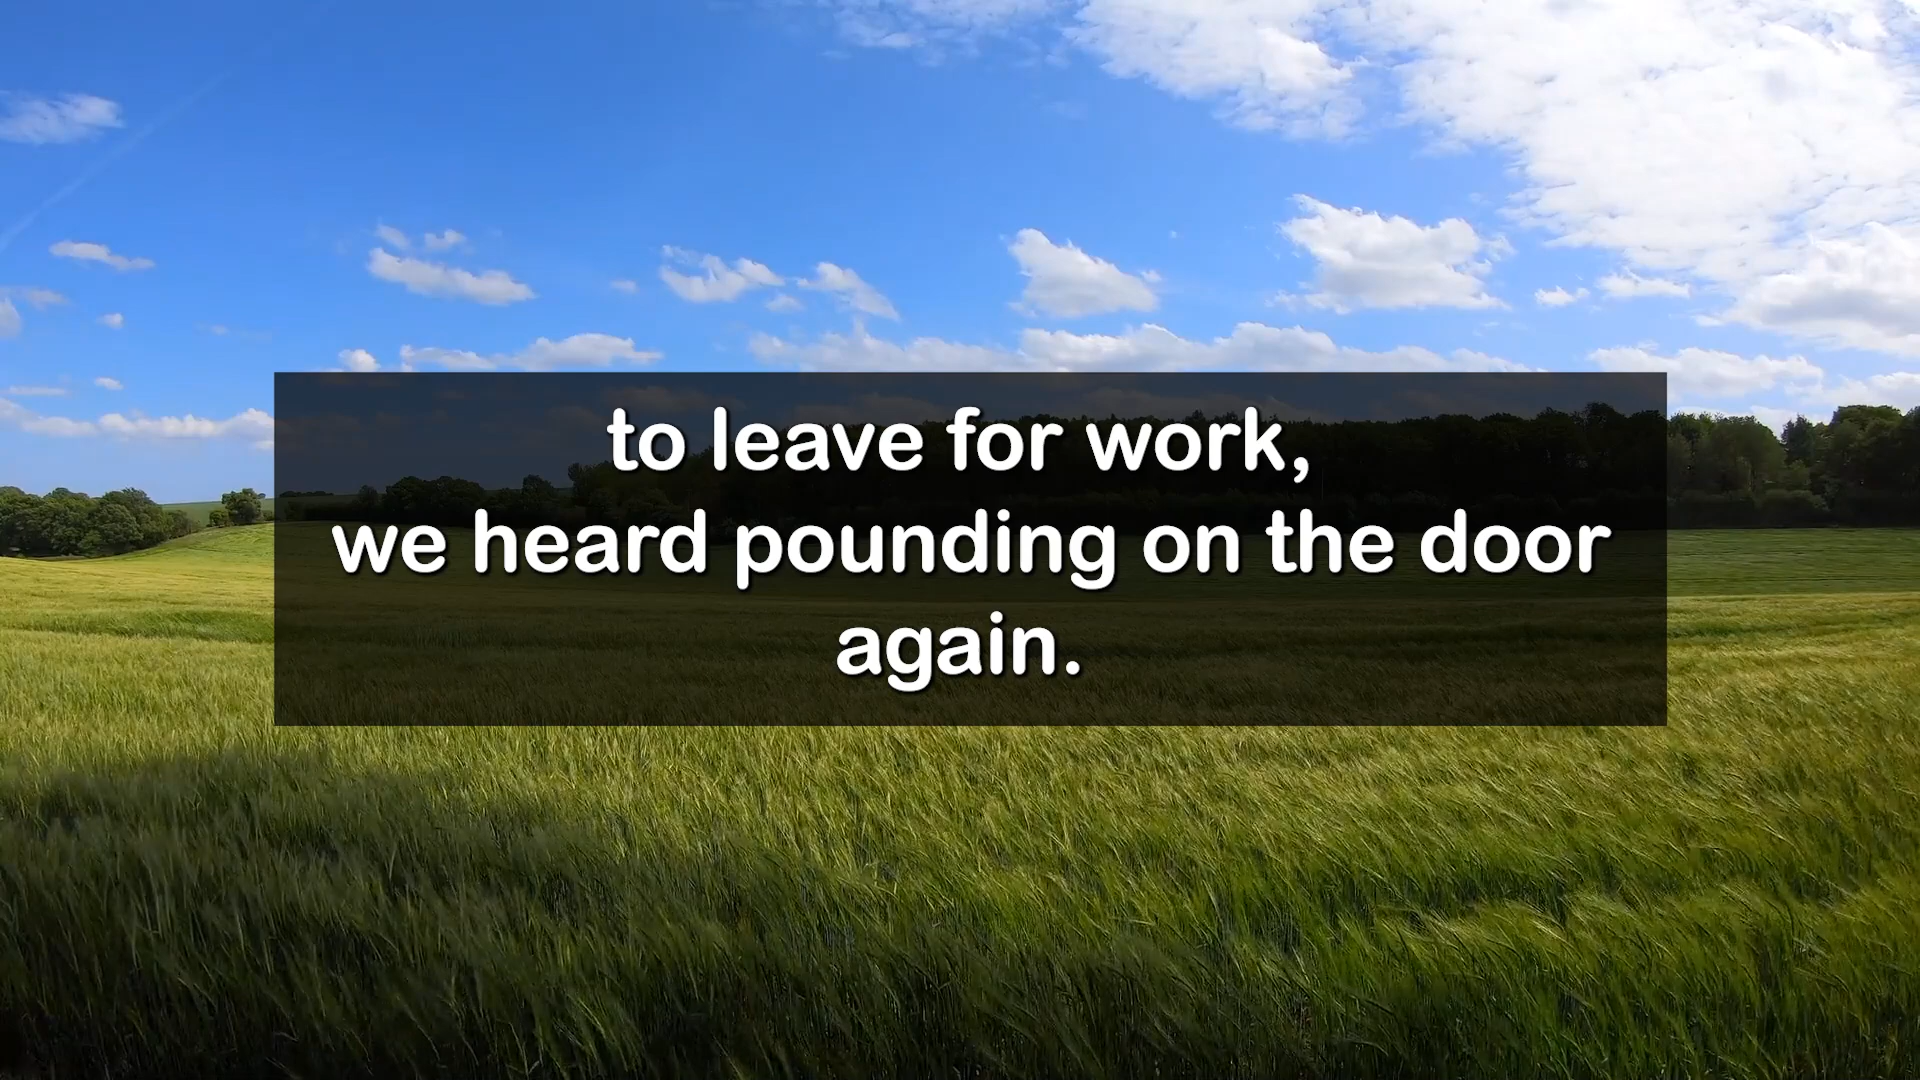 to leave for work,
we heard pounding on the door
again.